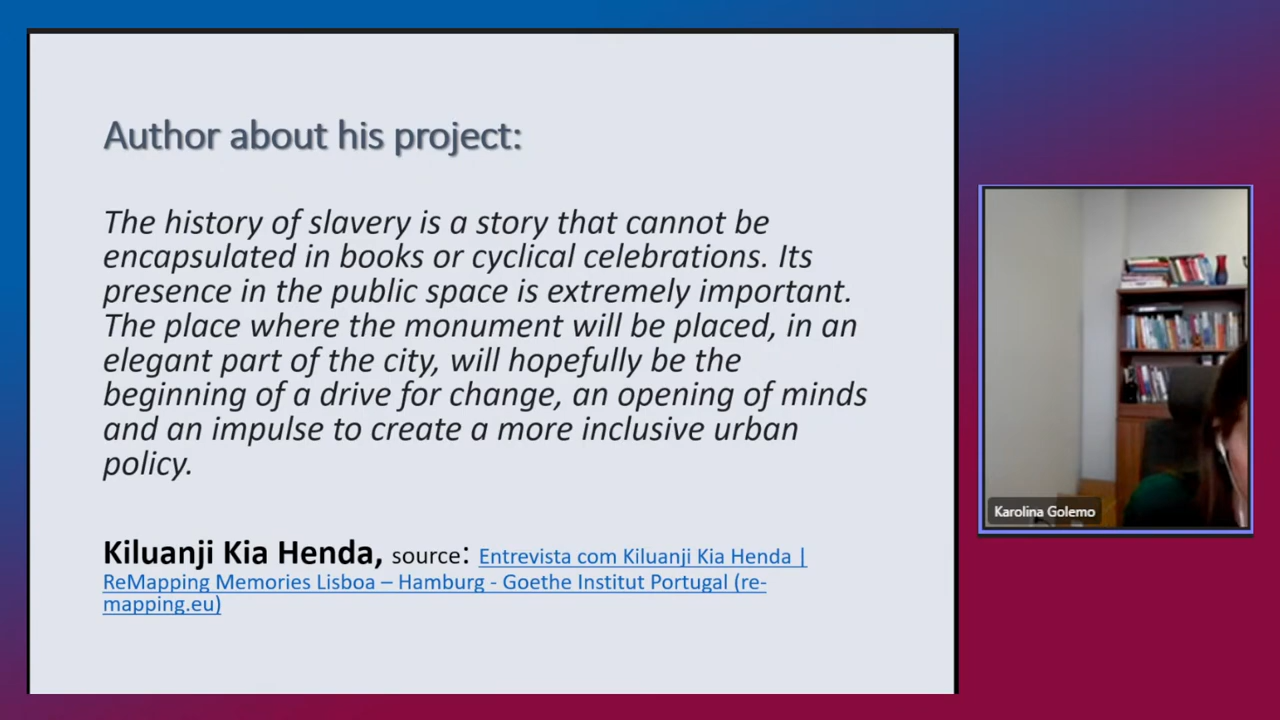 Author about his project:
The history of slavery is a story that cannot be
encapsulated in books or cyclical celebrations. Its
presence in the public space is extremely important.
The place where the monument will be placed, in an
elegant part of the city, will hopefully be the
beginning of a drive for change, an opening of minds
and an impulse to create a more inclusive urban
policy.
Kiluanji Kia Henda, source: Entrevista com Kiluanji Kia Henda |
ReMapping Memories Lisboa – Hamburg - Goethe Institut Portugal (re-
mapping.eu)
Karolina Golemo